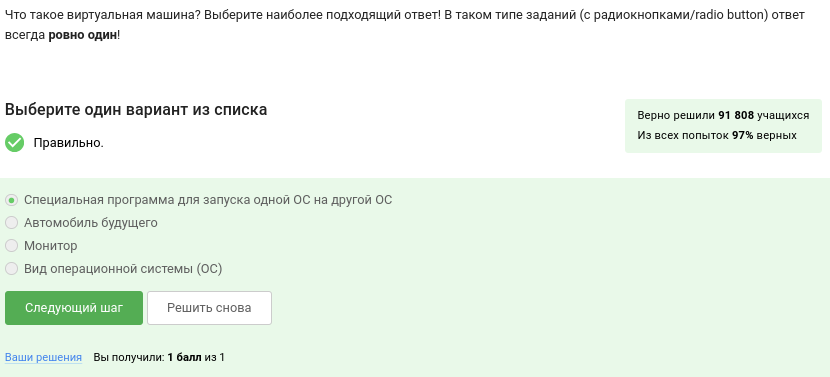 Что такое виртуальная машина? Выберите наиболее подходящий ответ! В таком типе заданий (с радиокнопками/radio button) ответ
всегда ровно один!
Выберите один вариант из списка
Правильно.
Верно решили 91 808 учащихся
Из всех попыток 97% верных
Специальная программа для запуска одной ОС на другой ОС
Автомобиль будущего
Монитор
Вид операционной системы (ОС)
Следующий шаг
Решить снова
Ваши решения Вы получили: 1 балл из 1